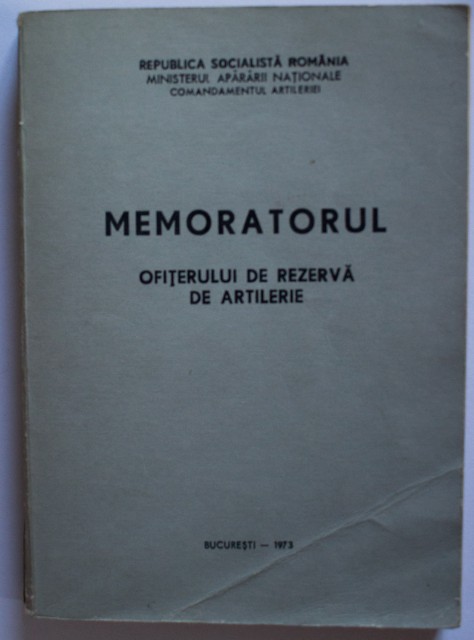 REPUBLICA SOCIALISTĂ ROMÂNIA
MINISTERUL APĂRĂRII NAȚIONALE
COMANDAMENTUL ARTILERIEI
MEMORATORUL
OFIȚERULUI DE REZERVĂ
DE ARTILERIE
BUCUREȘTI — 1973